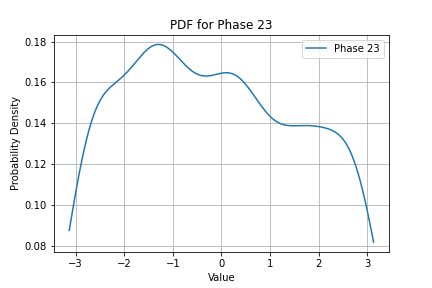 PDF for Phase 23
Phase 23
Probability Density
0.18
0.16
0.14
0.12
0.10
0.08
−3 −2 −1 0 1 2 3
Value